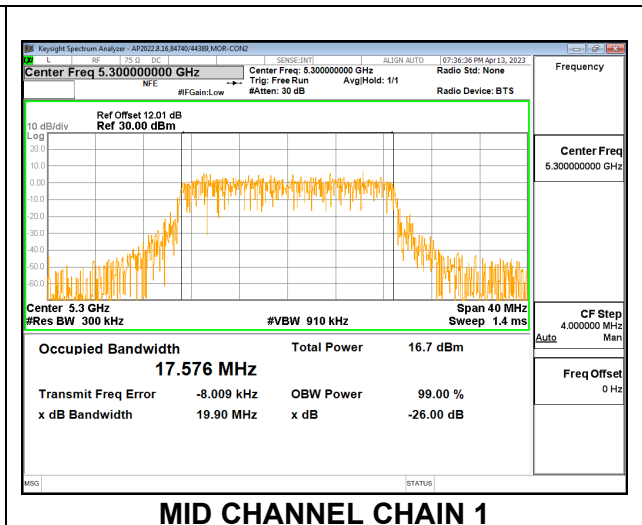 Keysight Spectrum Analyzer - AP2022.8.16,84740/44389,MOR-CON2
LXI L RF 75 Ω DC SENSE:INT ALIGN AUTO 07:36:36 PM Apr 13, 2023
Center Freq 5.300000000 GHz Center Freq: 5.300000000 GHz Radio Std: None Frequency
NFE Trig: Free Run Avg|Hold: 1/1
#IFGain:Low #Atten: 30 dB Radio Device: BTS
Ref Offset 12.01 dB
10 dB/div Ref 30.00 dBm
Log
20.0
10.0
0.00
-10.0
-20.0
-30.0
-40.0
-50.0
-60.0
Center Freq
5.300000000 GHz
Center 5.3 GHz Span 40 MHz
#Res BW 300 kHz #VBW 910 kHz Sweep 1.4 ms
CF Step
4.000000 MHz
Auto Man
Freq Offset
0 Hz
Occupied Bandwidth Total Power 16.7 dBm
17.576 MHz
Transmit Freq Error -8.009 kHz OBW Power 99.00 %
x dB Bandwidth 19.90 MHz x dB -26.00 dB
MSG STATUS
MID CHANNEL CHAIN 1